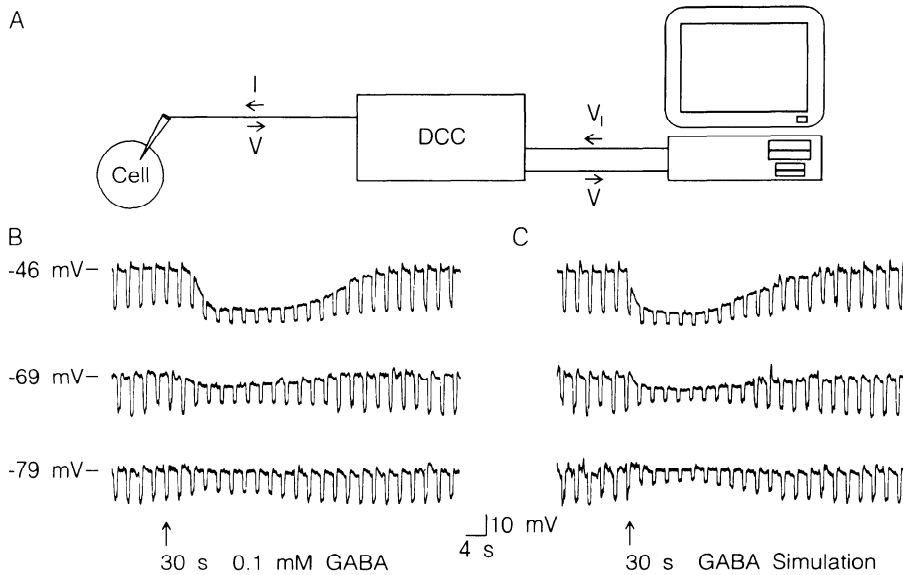 A
I
V
Cell
DCC
V_I
V
B
C
-46 mV
-69 mV
-79 mV
10 mV
4 s
30 s 0.1 mM GABA
30 s GABA Simulation